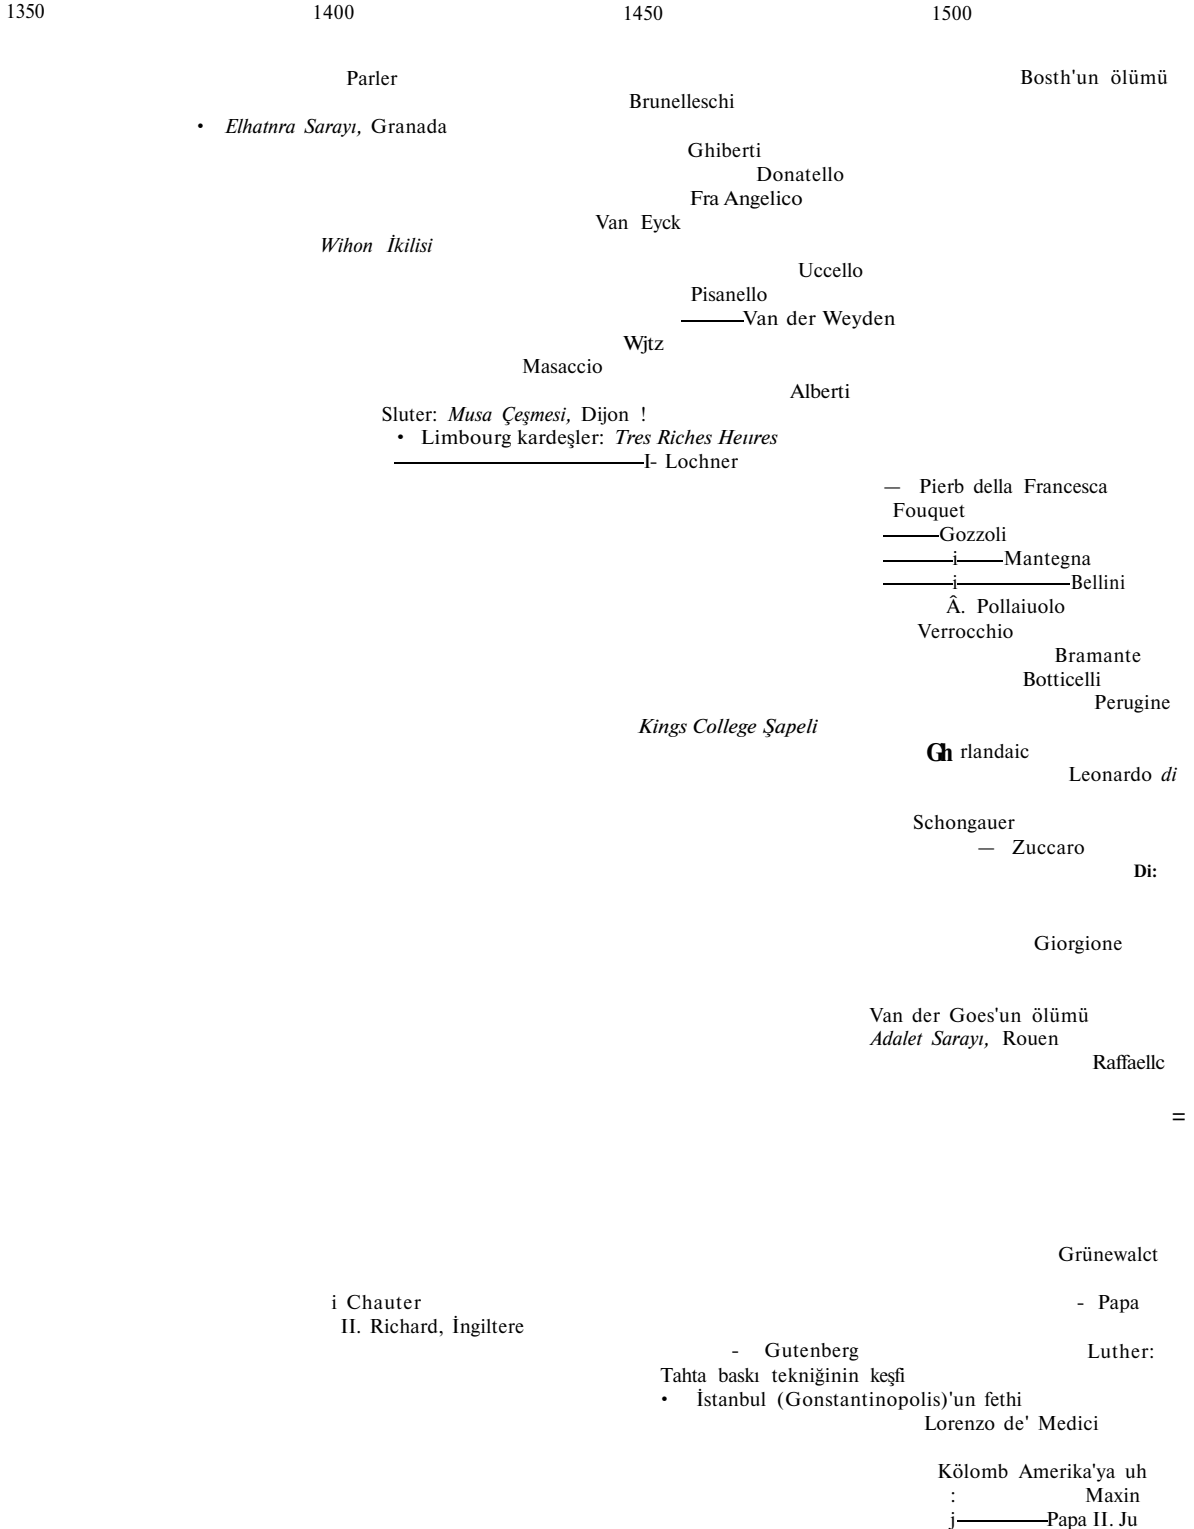 1350 1400 1450 1500
Parler Bosth'un ölümü
Brunelleschi
• Elhatnra Sarayı, Granada
Ghiberti
Donatello
Fra Angelico
Van Eyck
Wihon İkilisi
Uccello
Pisanello
Van der Weyden
Wjtz
Masaccio
Alberti
Sluter: Musa Çeşmesi, Dijon !
• Limbourg kardeşler: Tres Riches Heures
I- Lochner
— Pierb della Francesca
Fouquet
Gozzoli
i Mantegna
i Bellini
Â. Pollaiuolo
Verrocchio
Bramante
Botticelli
Perugine
Kings College Şapeli
Gh rlandaic
Leonardo di
Schongauer
— Zuccaro
Di:
Giorgione
Van der Goes'un ölümü
Adalet Sarayı, Rouen
Raffaellc
=
Grünewalct
i Chauter - Papa
II. Richard, İngiltere
- Gutenberg Luther:
Tahta baskı tekniğinin keşfi
• İstanbul (Gonstantinopolis)'un fethi
Lorenzo de' Medici
Kölomb Amerika'ya uh
: Maxin
j Papa II. Ju